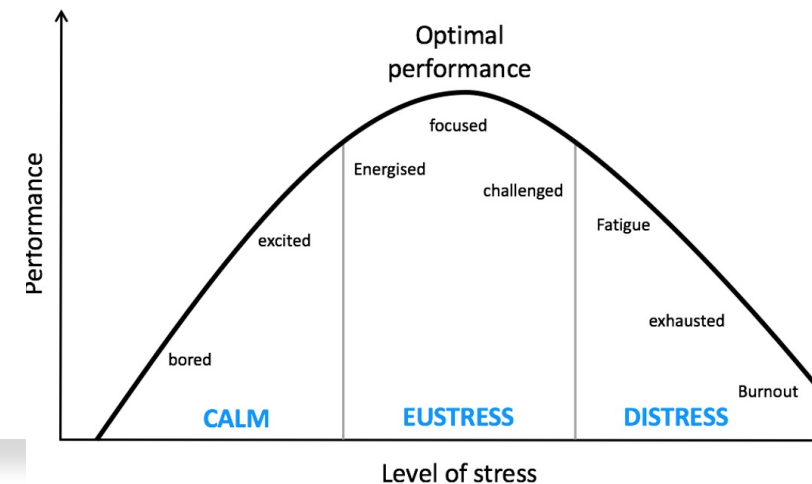 Optimal
performance
focused
Energised
challenged
Performance
Fatigue
excited
exhausted
bored
Burnout
CALM
EUSTRESS
DISTRESS
Level of stress